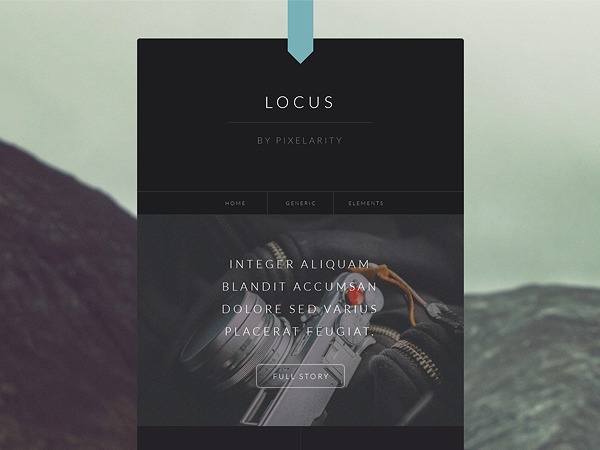 LOCUS
BY PIXELARITY
HOME GENERIC ELEMENTS
INTEGER ALIQUAM
BLANDIT ACCUMSAN
DOLORE SED VARIUS
PLACERAT FEUGIAT.
FULL STORY